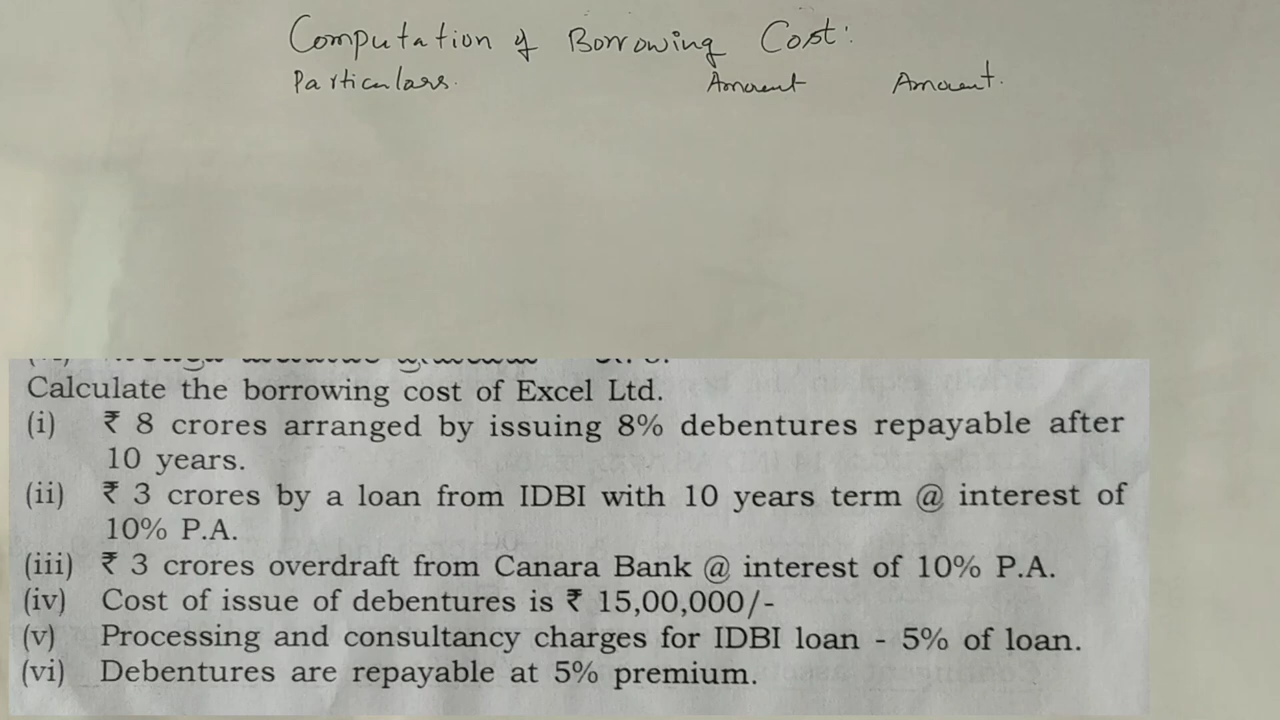 Computation of Borrowing Cost:
Particulars. Amount Amount.
Calculate the borrowing cost of Excel Ltd.
(i) ₹ 8 crores arranged by issuing 8% debentures repayable after
10 years.
(ii) ₹ 3 crores by a loan from IDBI with 10 years term @ interest of
10% P.A.
(iii) ₹ 3 crores overdraft from Canara Bank @ interest of 10% P.A.
(iv) Cost of issue of debentures is ₹ 15,00,000/-
(v) Processing and consultancy charges for IDBI loan - 5% of loan.
(vi) Debentures are repayable at 5% premium.